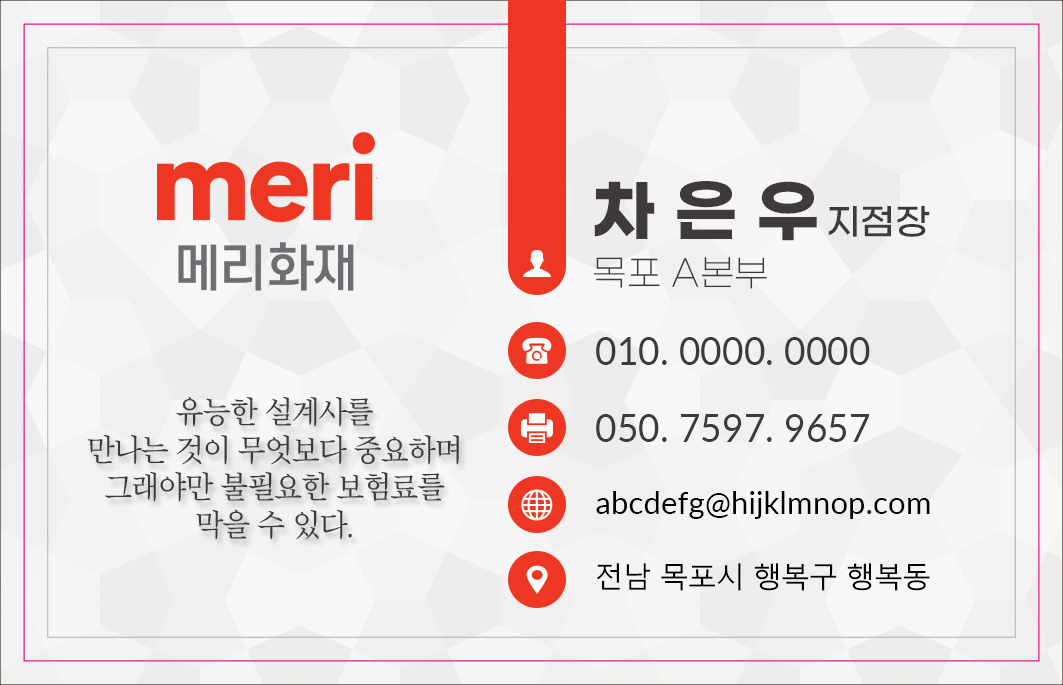 meri
메리화재
유능한 설계사를
만나는 것이 무엇보다 중요하며
그래야만 불필요한 보험료를
막을 수 있다.
차 은 우 지점장
목포 A본부
010. 0000. 0000
050. 7597. 9657
abcdefg@hijklmnop.com
전남 목포시 행복구 행복동